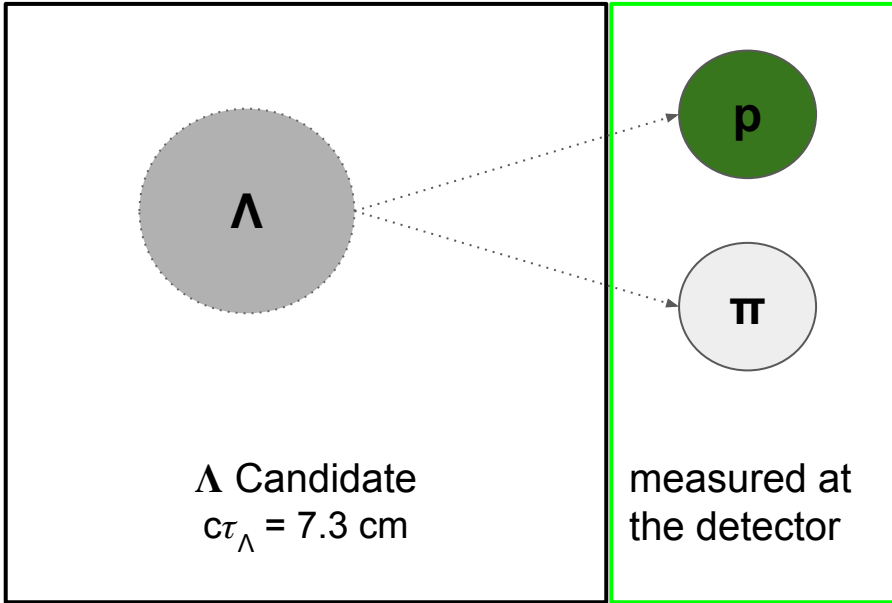 Λ
p
π
Λ Candidate
cτ_Λ = 7.3 cm
measured at
the detector